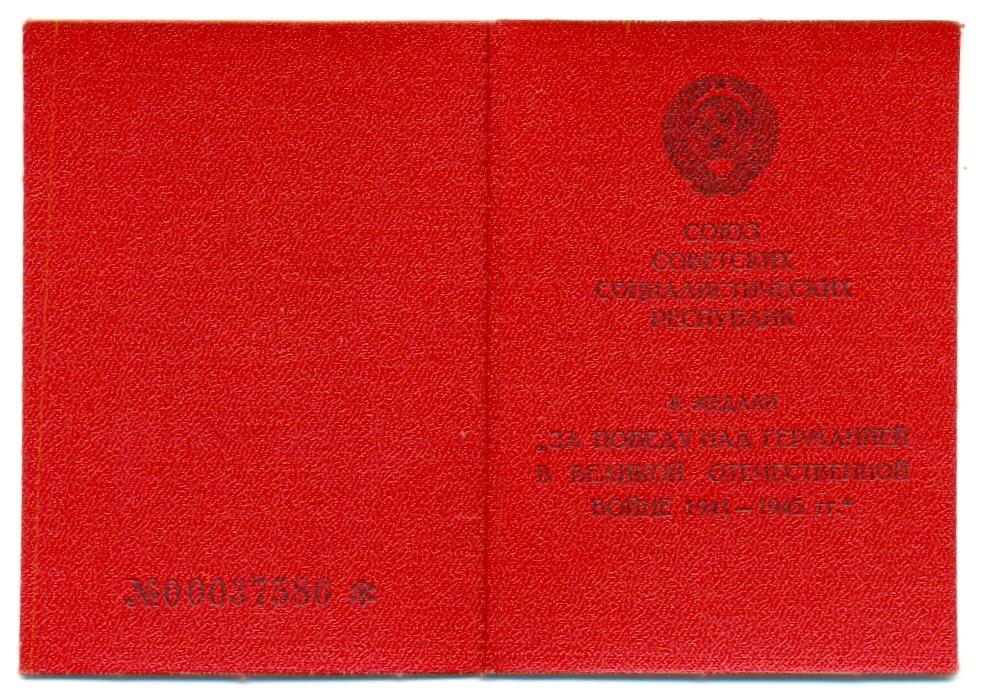 №00037586 *
СОЮЗ
СОВЕТСКИХ
СОЦИАЛИСТИЧЕСКИХ
РЕСПУБЛИК
К МЕДАЛИ
„ЗА ПОБЕДУ НАД ГЕРМАНИЕЙ
В ВЕЛИКОЙ ОТЕЧЕСТВЕННОЙ
ВОЙНЕ 1941—1945 гг.“